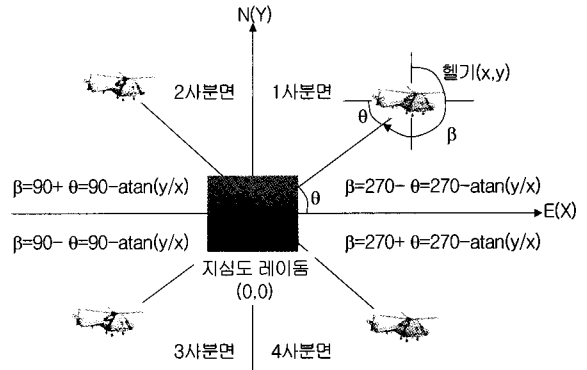 N(Y)
2사분면
1사분면
헬기(x,y)
θ
β
β=90+ θ=90-atan(y/x)
θ
β=270- θ=270-atan(y/x)
E(X)
β=90- θ=90-atan(y/x)
β=270+ θ=270-atan(y/x)
지심도 레이돔
(0,0)
3사분면
4사분면